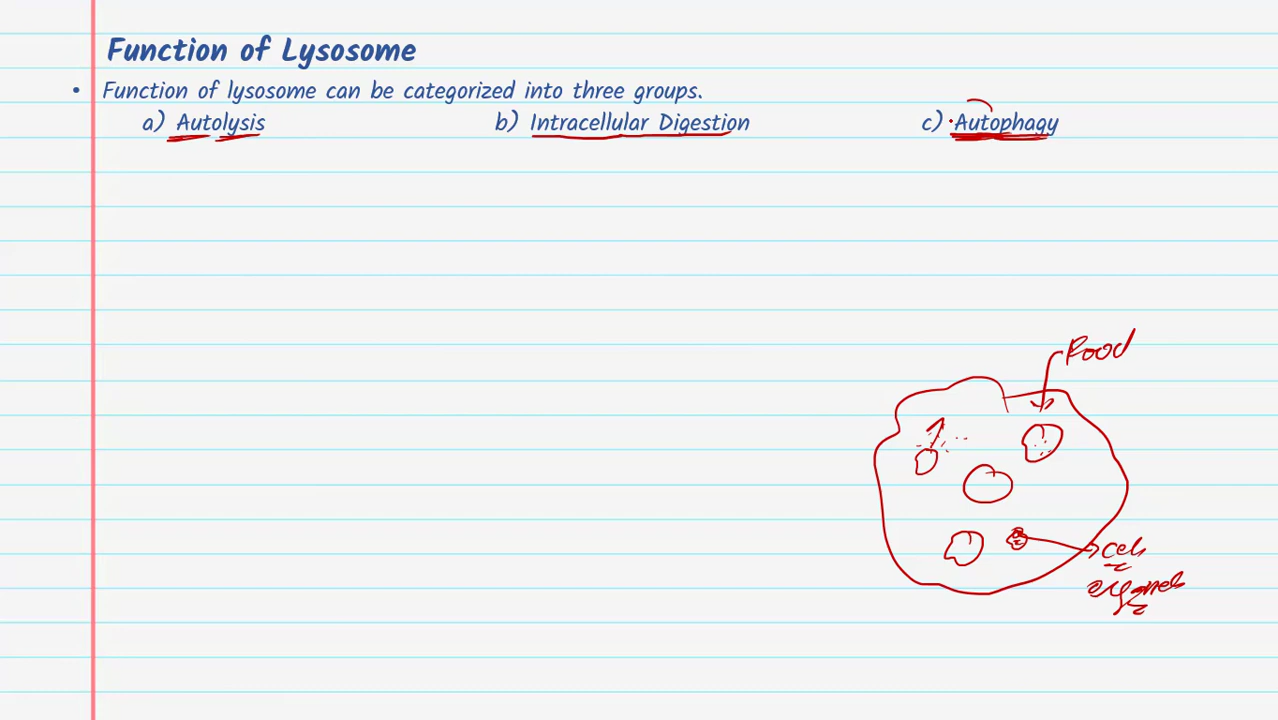 Function of Lysosome
• Function of lysosome can be categorized into three groups.
a) Autolysis b) Intracellular Digestion c) Autophagy
Food
Cell